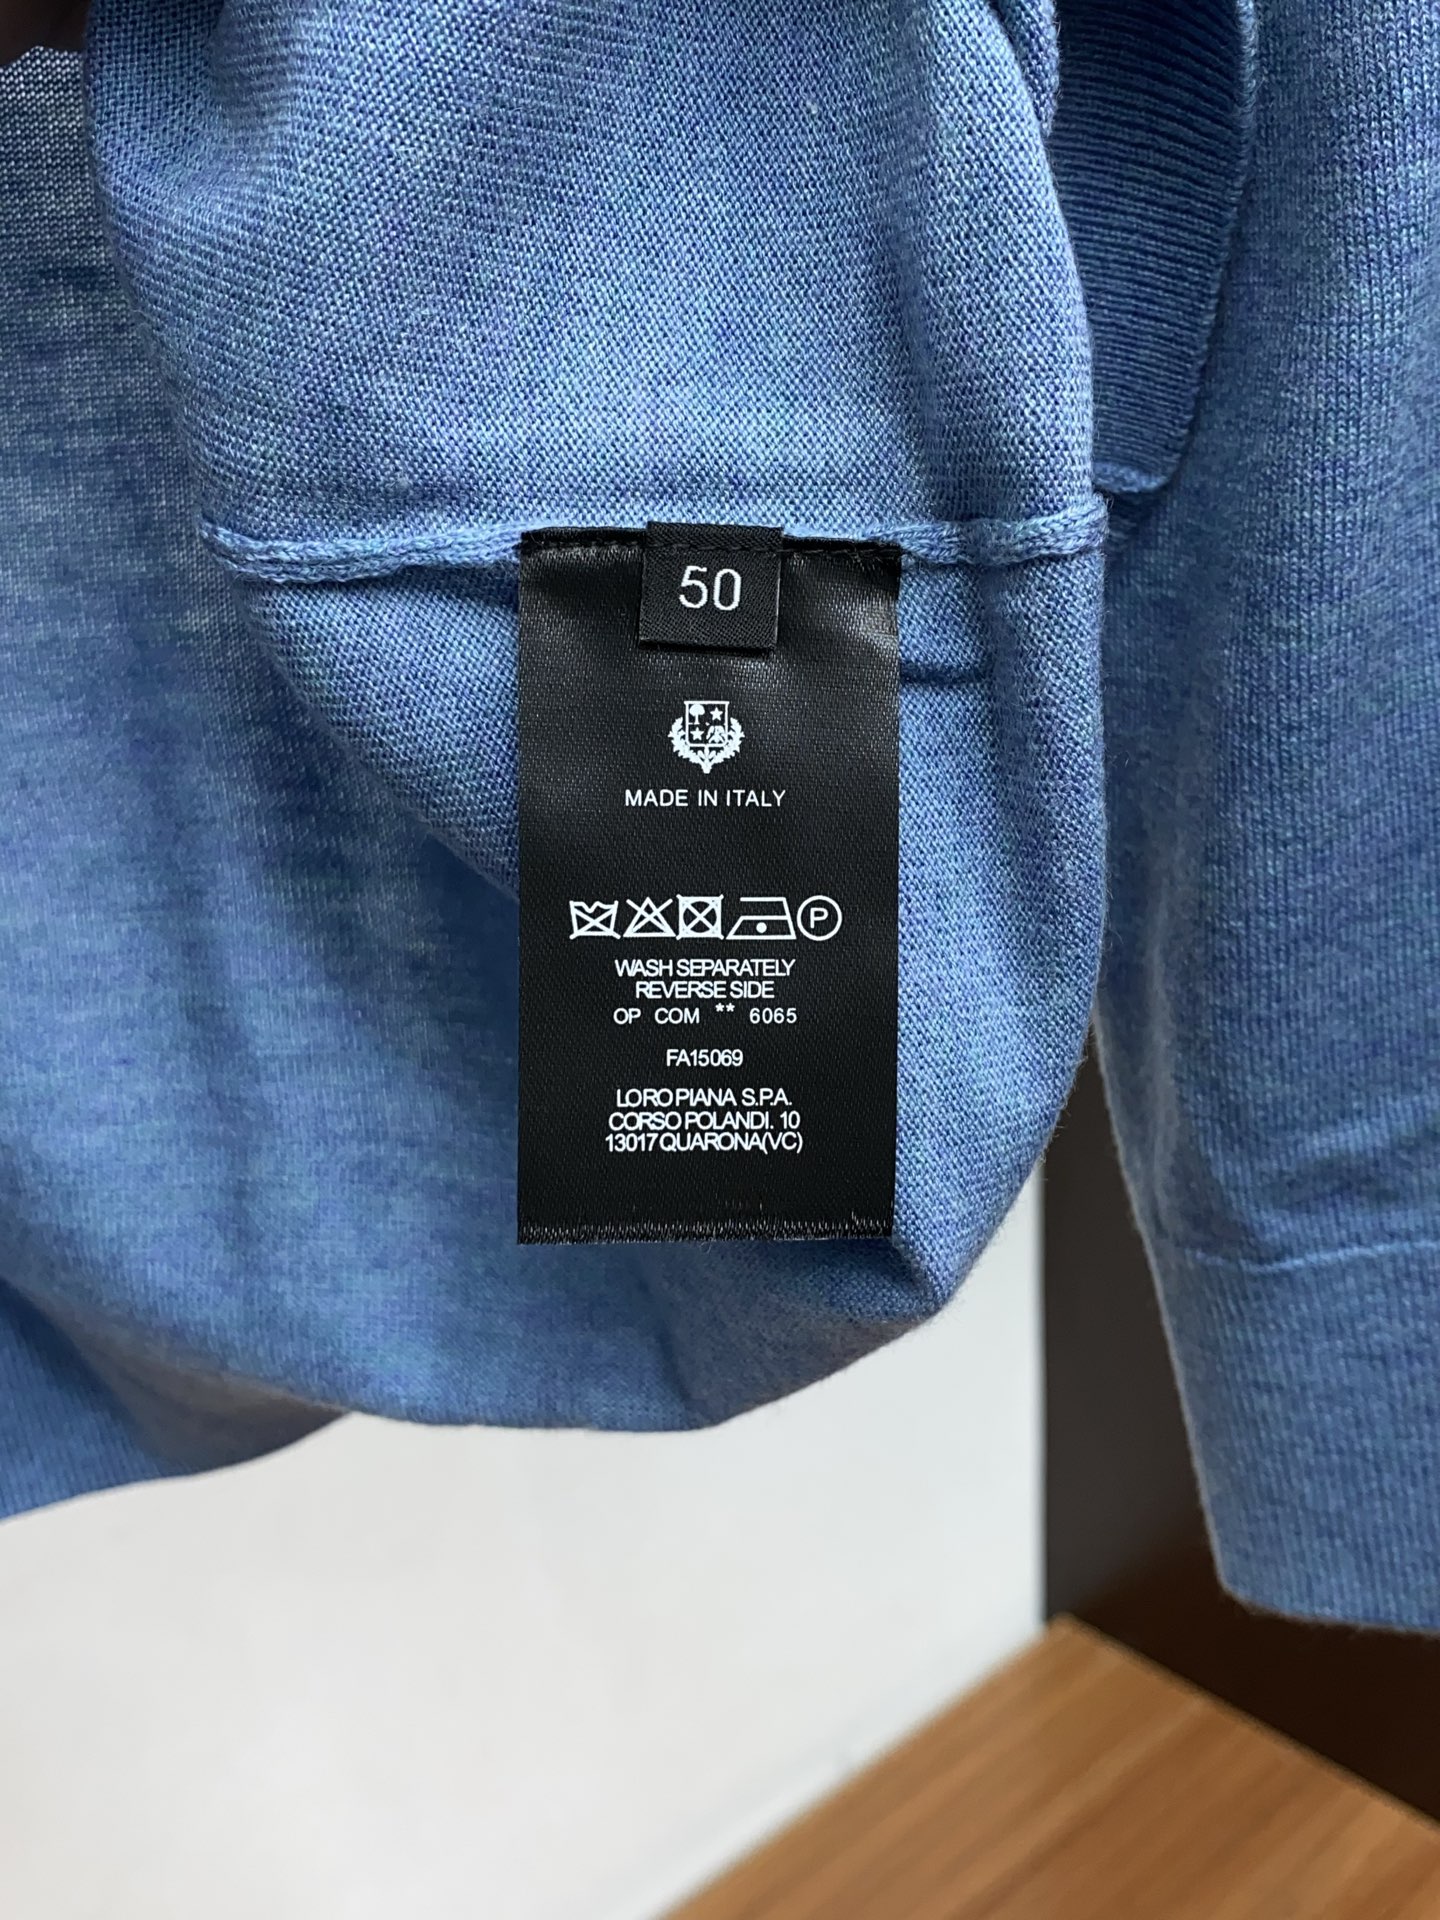 50
MADE IN ITALY
P
WASH SEPARATELY
REVERSE SIDE
OP COM ** 6065
FA15069
LORO PIANA S.P.A.
CORSO POLANDI. 10
13017 QUARONA(VC)